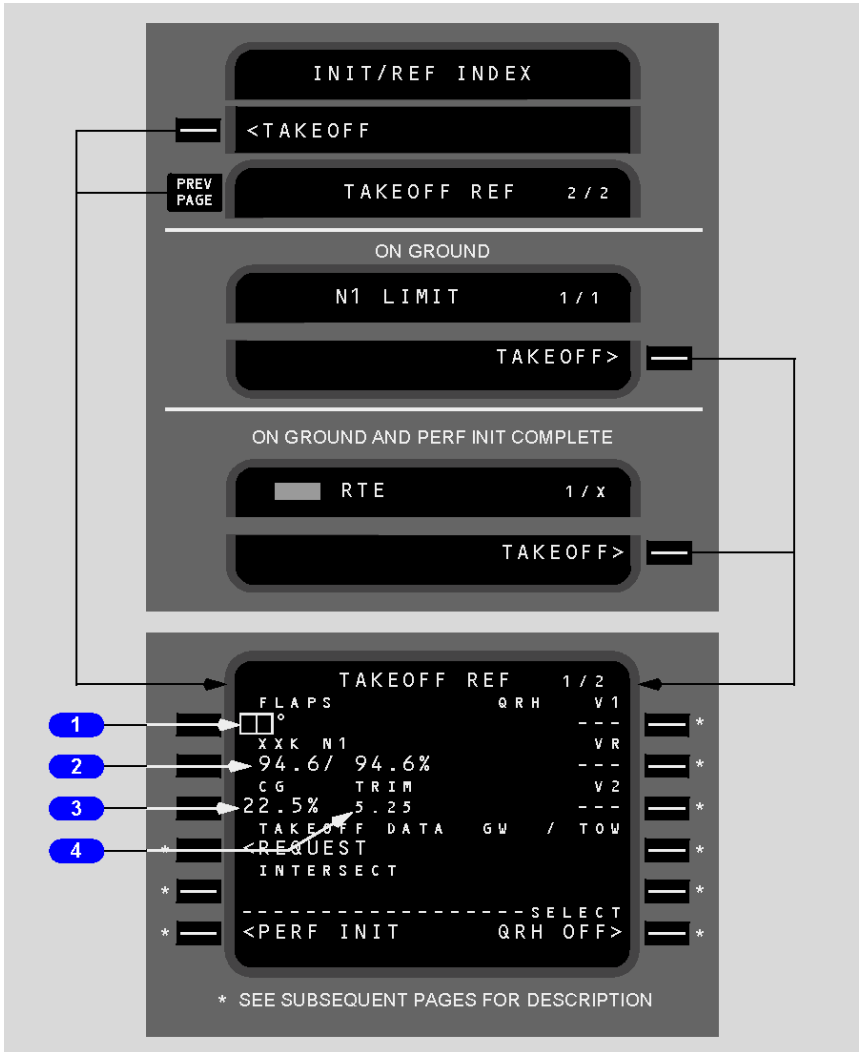 INIT/REF INDEX
<TAKEOFF
PREV
PAGE
TAKEOFF REF 2/2
ON GROUND
N1 LIMIT 1/1
TAKEOFF>
ON GROUND AND PERF INIT COMPLETE
RTE 1/X
TAKEOFF>
TAKEOFF REF 1/2
FLAPS QRH V1
1 ° --- *
XXK N1 VR
2 94.6/ 94.6% --- *
CG TRIM V2
3 22.5% 5.25 --- *
TAKEOFF DATA GW / TOW
4 * <REQUEST *
INTERSECT
* *
------------------SELECT
* <PERF INIT QRH OFF> *
* SEE SUBSEQUENT PAGES FOR DESCRIPTION